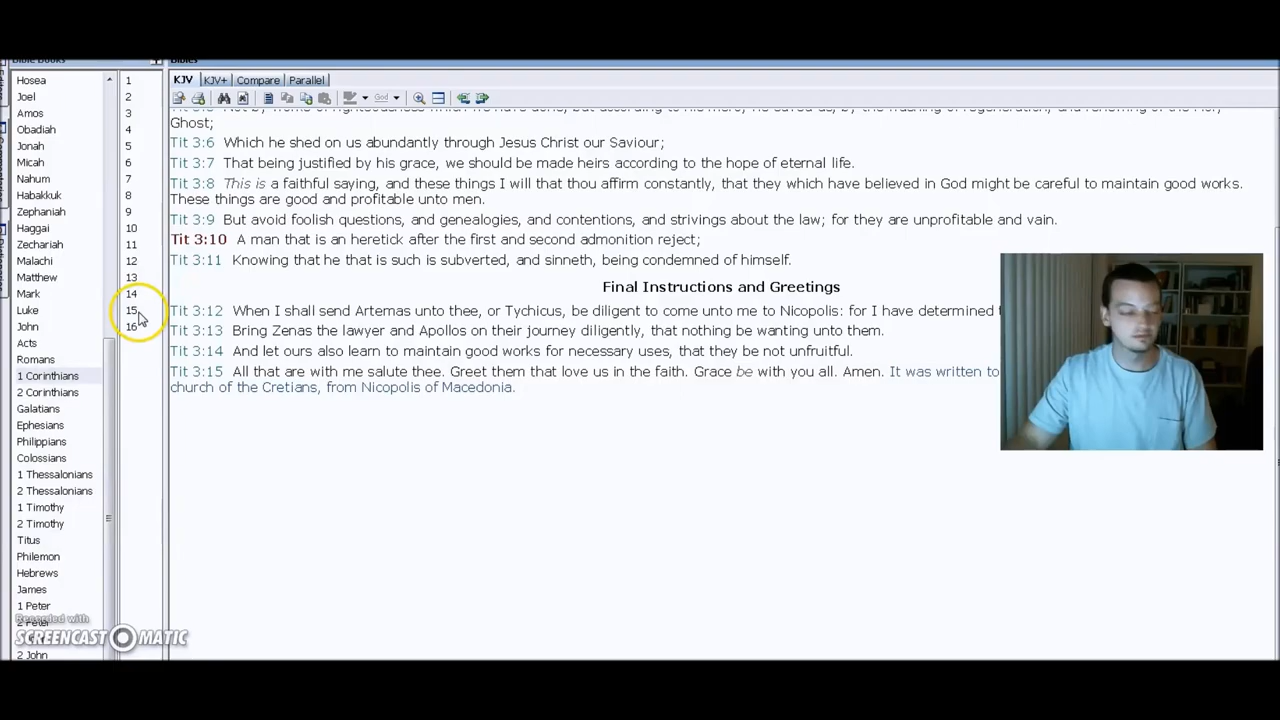 Bible Books
Bibles
Hosea
Joel
Amos
Obadiah
Jonah
Micah
Nahum
Habakkuk
Zephaniah
Haggai
Zechariah
Malachi
Matthew
Mark
Luke
John
Acts
Romans
1 Corinthians
2 Corinthians
Galatians
Ephesians
Philippians
Colossians
1 Thessalonians
2 Thessalonians
1 Timothy
2 Timothy
Titus
Philemon
Hebrews
James
1 Peter
2 Peter
2 John
1
2
3
4
5
6
7
8
9
10
11
12
13
14
15
16
KJV KJV+ Compare Parallel
God
Ghost;
Tit 3:6 Which he shed on us abundantly through Jesus Christ our Saviour;
Tit 3:7 That being justified by his grace, we should be made heirs according to the hope of eternal life.
Tit 3:8 This is a faithful saying, and these things I will that thou affirm constantly, that they which have believed in God might be careful to maintain good works.
These things are good and profitable unto men.
Tit 3:9 But avoid foolish questions, and genealogies, and contentions, and strivings about the law; for they are unprofitable and vain.
Tit 3:10 A man that is an heretick after the first and second admonition reject;
Tit 3:11 Knowing that he that is such is subverted, and sinneth, being condemned of himself.
Final Instructions and Greetings
Tit 3:12 When I shall send Artemas unto thee, or Tychicus, be diligent to come unto me to Nicopolis: for I have determined
Tit 3:13 Bring Zenas the lawyer and Apollos on their journey diligently, that nothing be wanting unto them.
Tit 3:14 And let ours also learn to maintain good works for necessary uses, that they be not unfruitful.
Tit 3:15 All that are with me salute thee. Greet them that love us in the faith. Grace be with you all. Amen. It was written to
church of the Cretians, from Nicopolis of Macedonia.
Recorded with
SCREENCAST MATIC